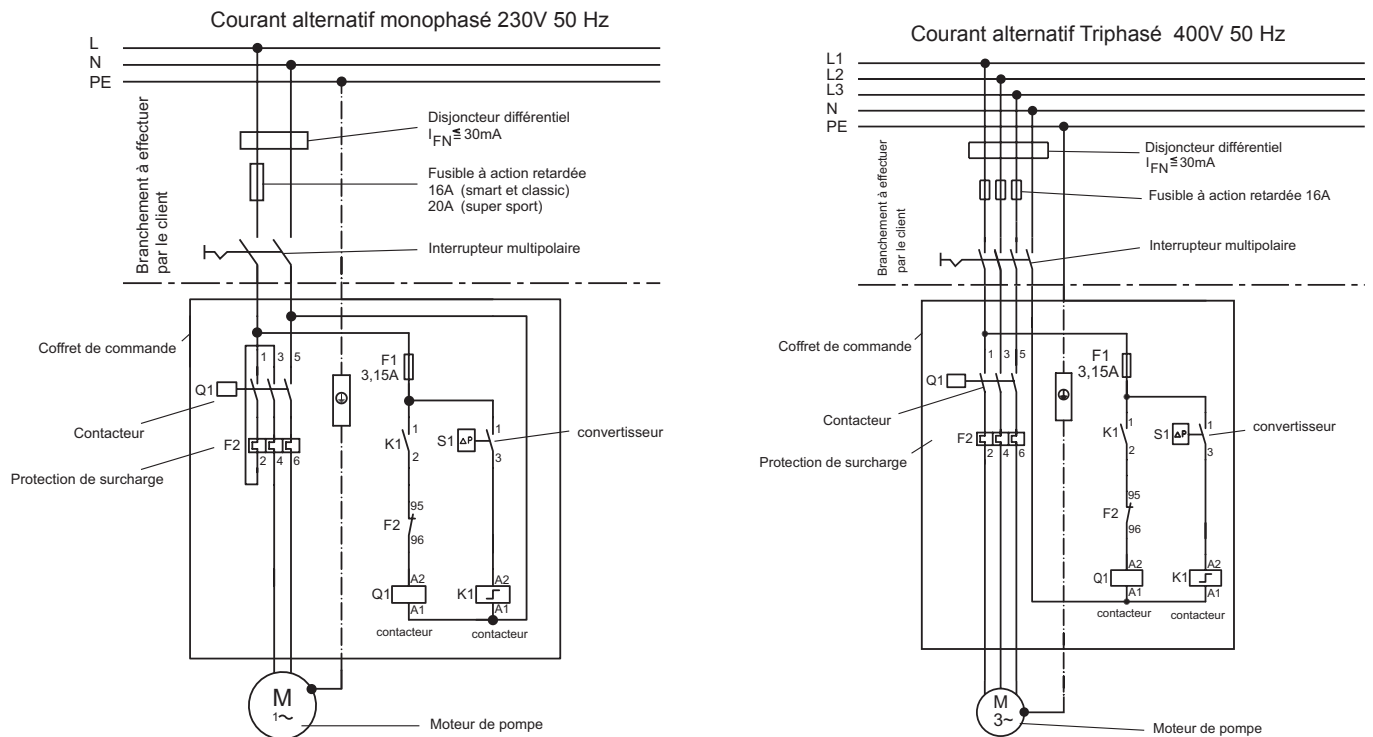 Courant alternatif monophasé 230V 50 Hz
L
N
PE
Branchement à effectuer
par le client
Disjoncteur différentiel
IFN≦30mA
Fusible à action retardée
16A (smart et classic)
20A (super sport)
Interrupteur multipolaire
Coffret de commande
1 3 5
F1
3,15A
Q1
Contacteur
K1
1
2
S1
ΔP
1
3
convertisseur
F2
2 4 6
Protection de surcharge
95
F2
96
A2
Q1
A1
contacteur
A2
K1
A1
contacteur
M
1~
Moteur de pompe
Courant alternatif Triphasé 400V 50 Hz
L1
L2
L3
N
PE
Branchement à effectuer
par le client
Disjoncteur différentiel
IFN≦30mA
Fusible à action retardée 16A
Interrupteur multipolaire
Coffret de commande
1 3 5
F1
3,15A
Q1
Contacteur
K1
1
2
S1
ΔP
1
3
convertisseur
F2
2 4 6
Protection de surcharge
95
F2
96
A2
Q1
A1
contacteur
A2
K1
A1
contacteur
M
3~
Moteur de pompe